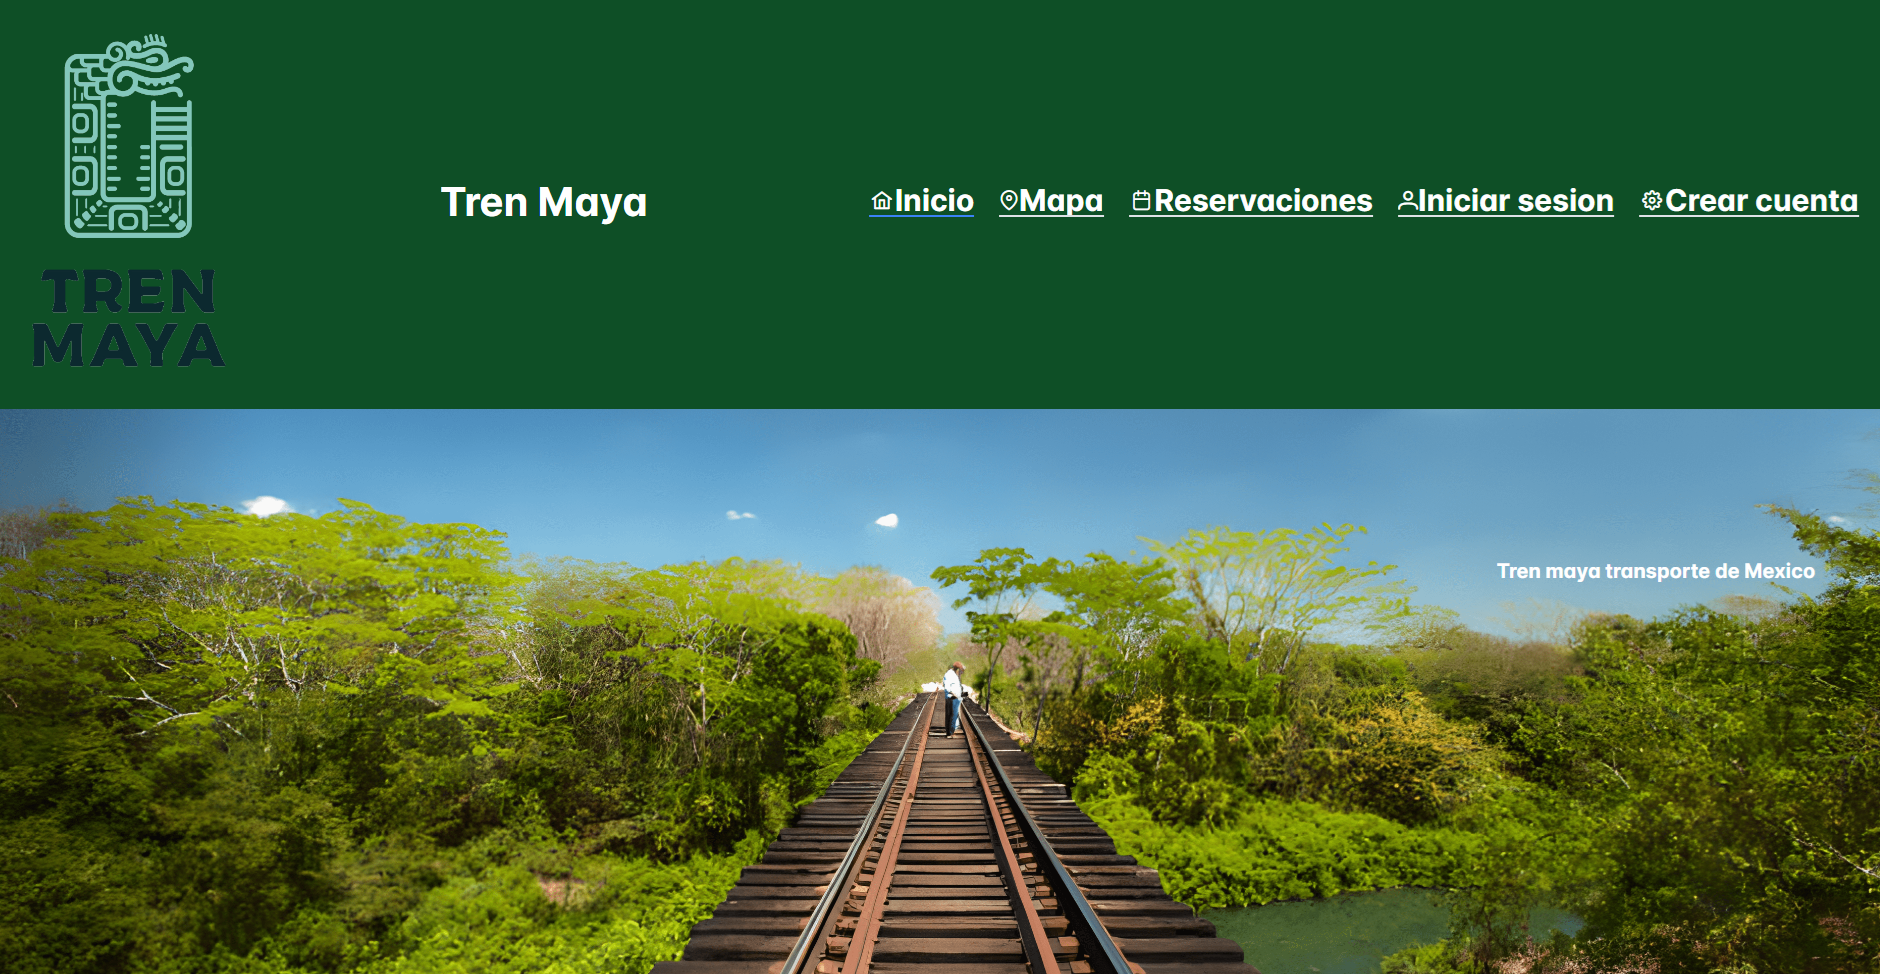 TREN
MAYA
Tren Maya
Inicio Mapa Reservaciones Iniciar sesion Crear cuenta
Tren maya transporte de Mexico